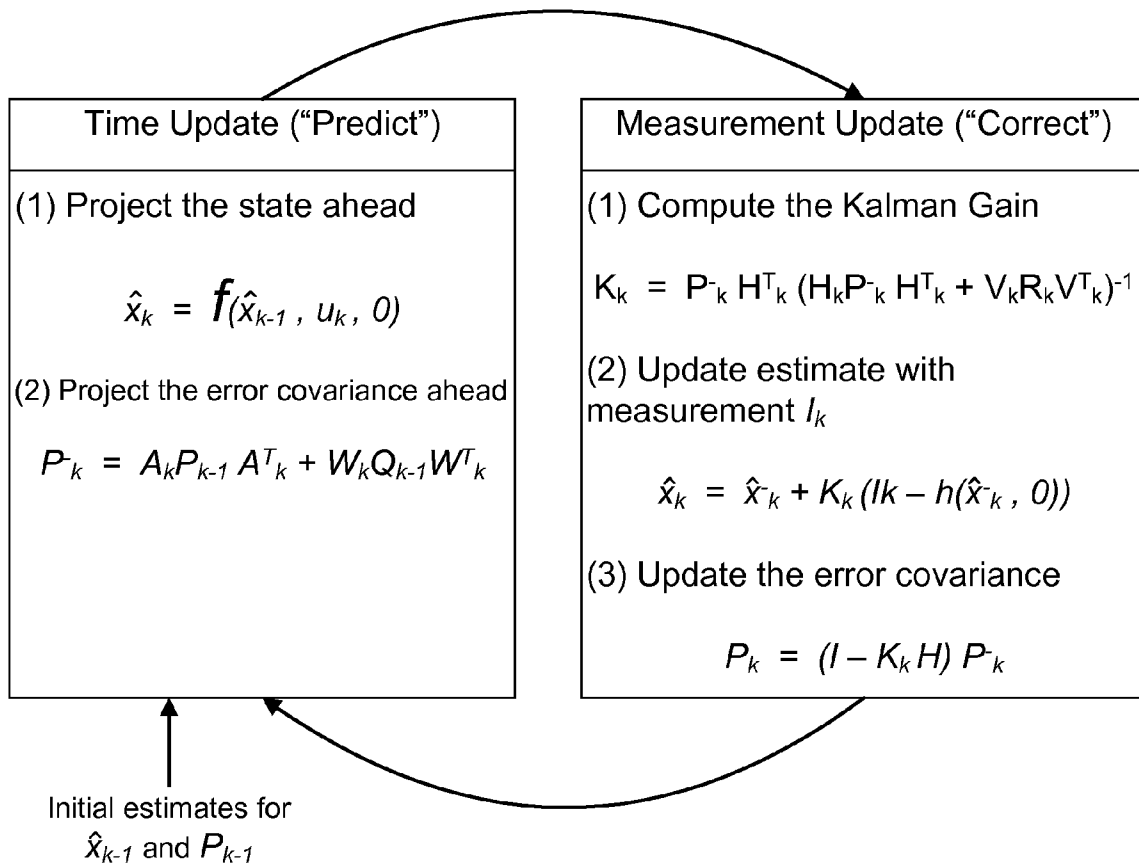 Time Update (“Predict”)
(1) Project the state ahead
x̂ₖ = f(x̂ₖ₋₁ , uₖ, 0)
(2) Project the error covariance ahead
P⁻ₖ = AₖPₖ₋₁ Aᵀₖ + WₖQₖ₋₁Wᵀₖ
Initial estimates for
x̂ₖ₋₁ and Pₖ₋₁
Measurement Update (“Correct”)
(1) Compute the Kalman Gain
Kₖ = P⁻ₖ Hᵀₖ (HₖP⁻ₖ Hᵀₖ + VₖRₖVᵀₖ)⁻¹
(2) Update estimate with
measurement Iₖ
x̂ₖ = x̂⁻ₖ + Kₖ (Ik – h(x̂⁻ₖ , 0))
(3) Update the error covariance
Pₖ = (I – Kₖ H) P⁻ₖ